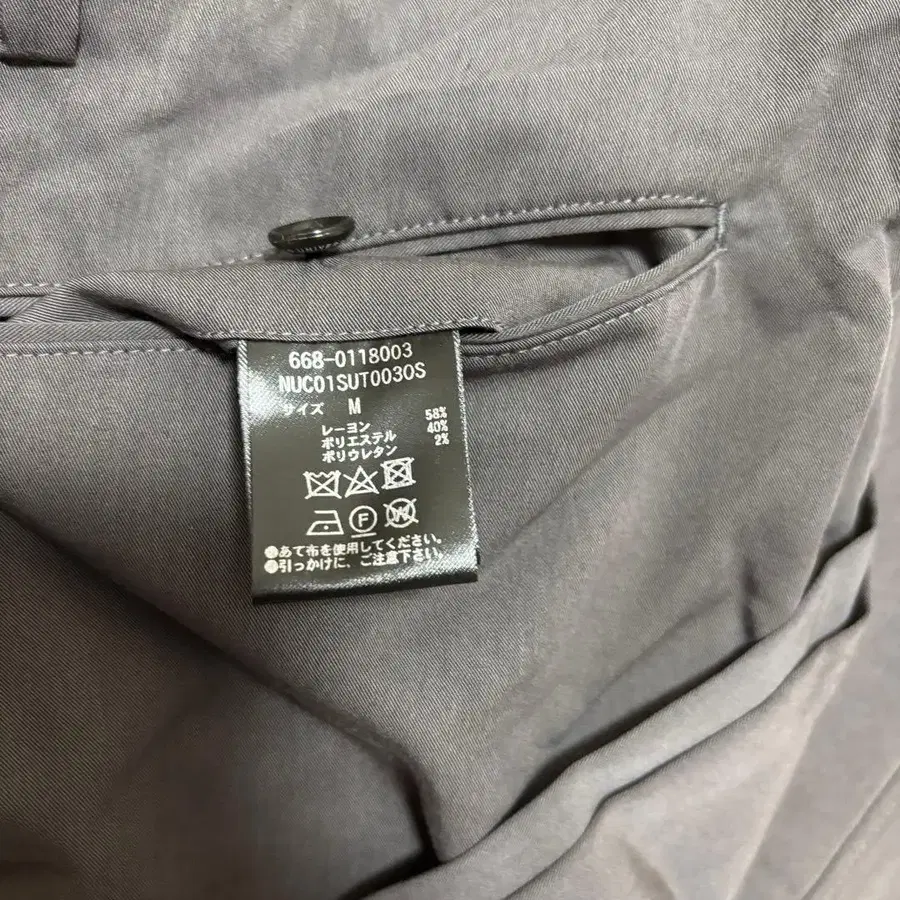 668-0118003
NUC01SUT0030S
サイズ M
レーヨン 58%
ポリエステル 40%
ポリウレタン 2%
F
W
●あて布を使用してください。
●引っかけに、ご注意下さい。